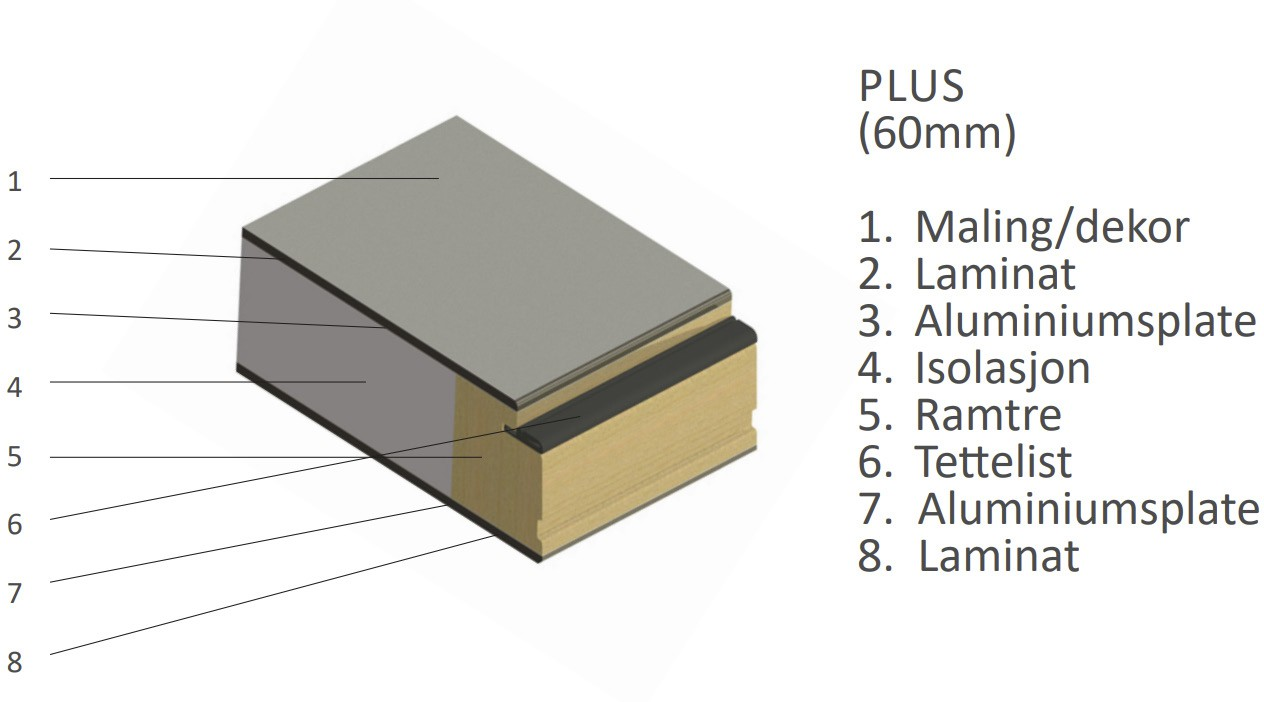 PLUS
(60mm)
1. Maling/dekor
2. Laminat
3. Aluminiumsplate
4. Isolasjon
5. Ramtre
6. Tettelist
7. Aluminiumsplate
8. Laminat
1
2
3
4
5
6
7
8